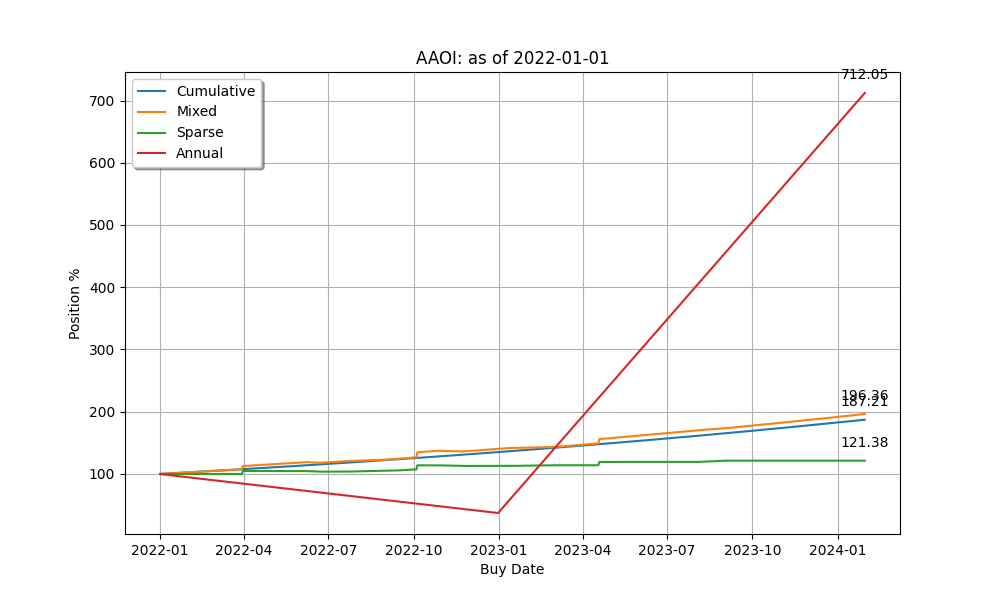 AAOI: as of 2022-01-01
712.05
Cumulative
Mixed
Sparse
Annual
700
600
500
400
300
200
100
196.36
187.21
121.38
Position %
2022-01 2022-04 2022-07 2022-10 2023-01 2023-04 2023-07 2023-10 2024-01
Buy Date